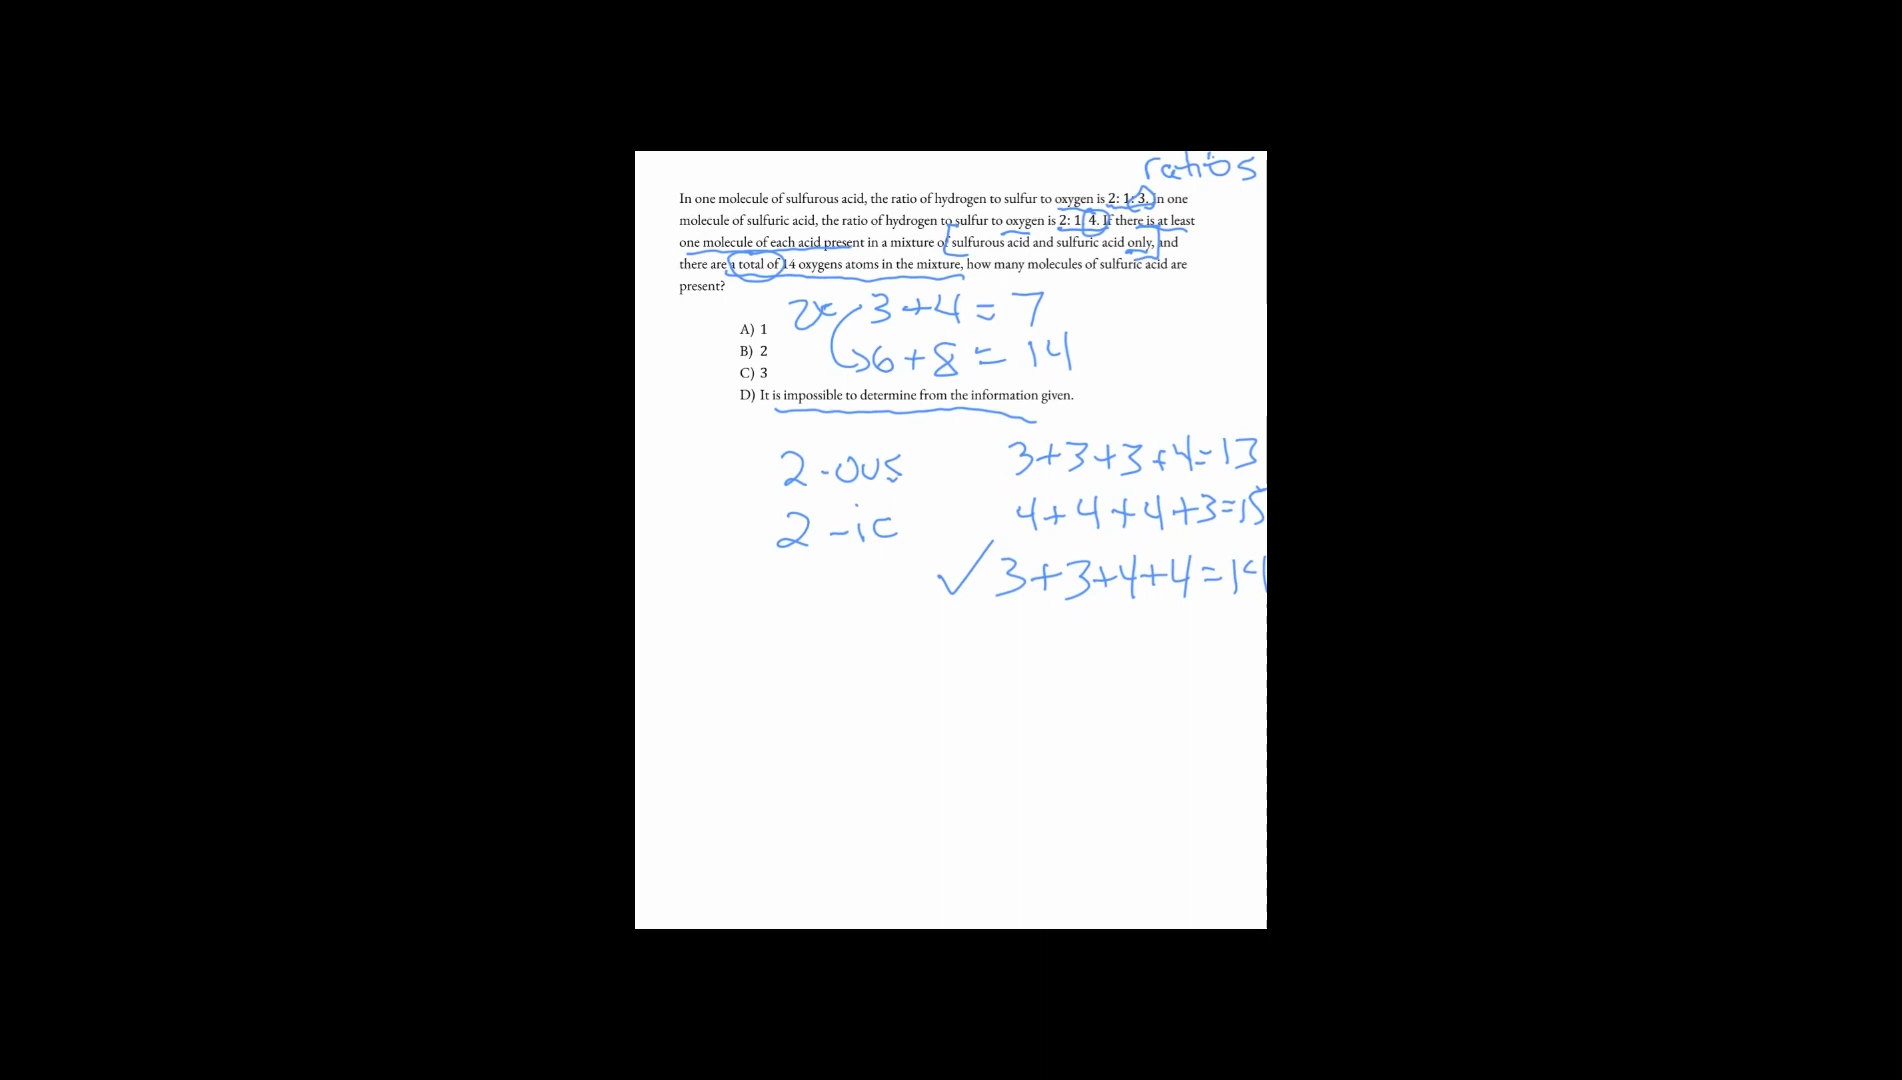 ratios
In one molecule of sulfurous acid, the ratio of hydrogen to sulfur to oxygen is 2: 1: 3. In one
molecule of sulfuric acid, the ratio of hydrogen to sulfur to oxygen is 2: 1: 4. If there is at least
one molecule of each acid present in a mixture of sulfurous acid and sulfuric acid only, and
there are a total of 14 oxygens atoms in the mixture, how many molecules of sulfuric acid are
present?
2x 3+4=7
A) 1
B) 2
6+8=14
C) 3
D) It is impossible to determine from the information given.
3+3+3+4=13
2-ous
4+4+4+3=15
2-ic
✓ 3+3+4+4=14